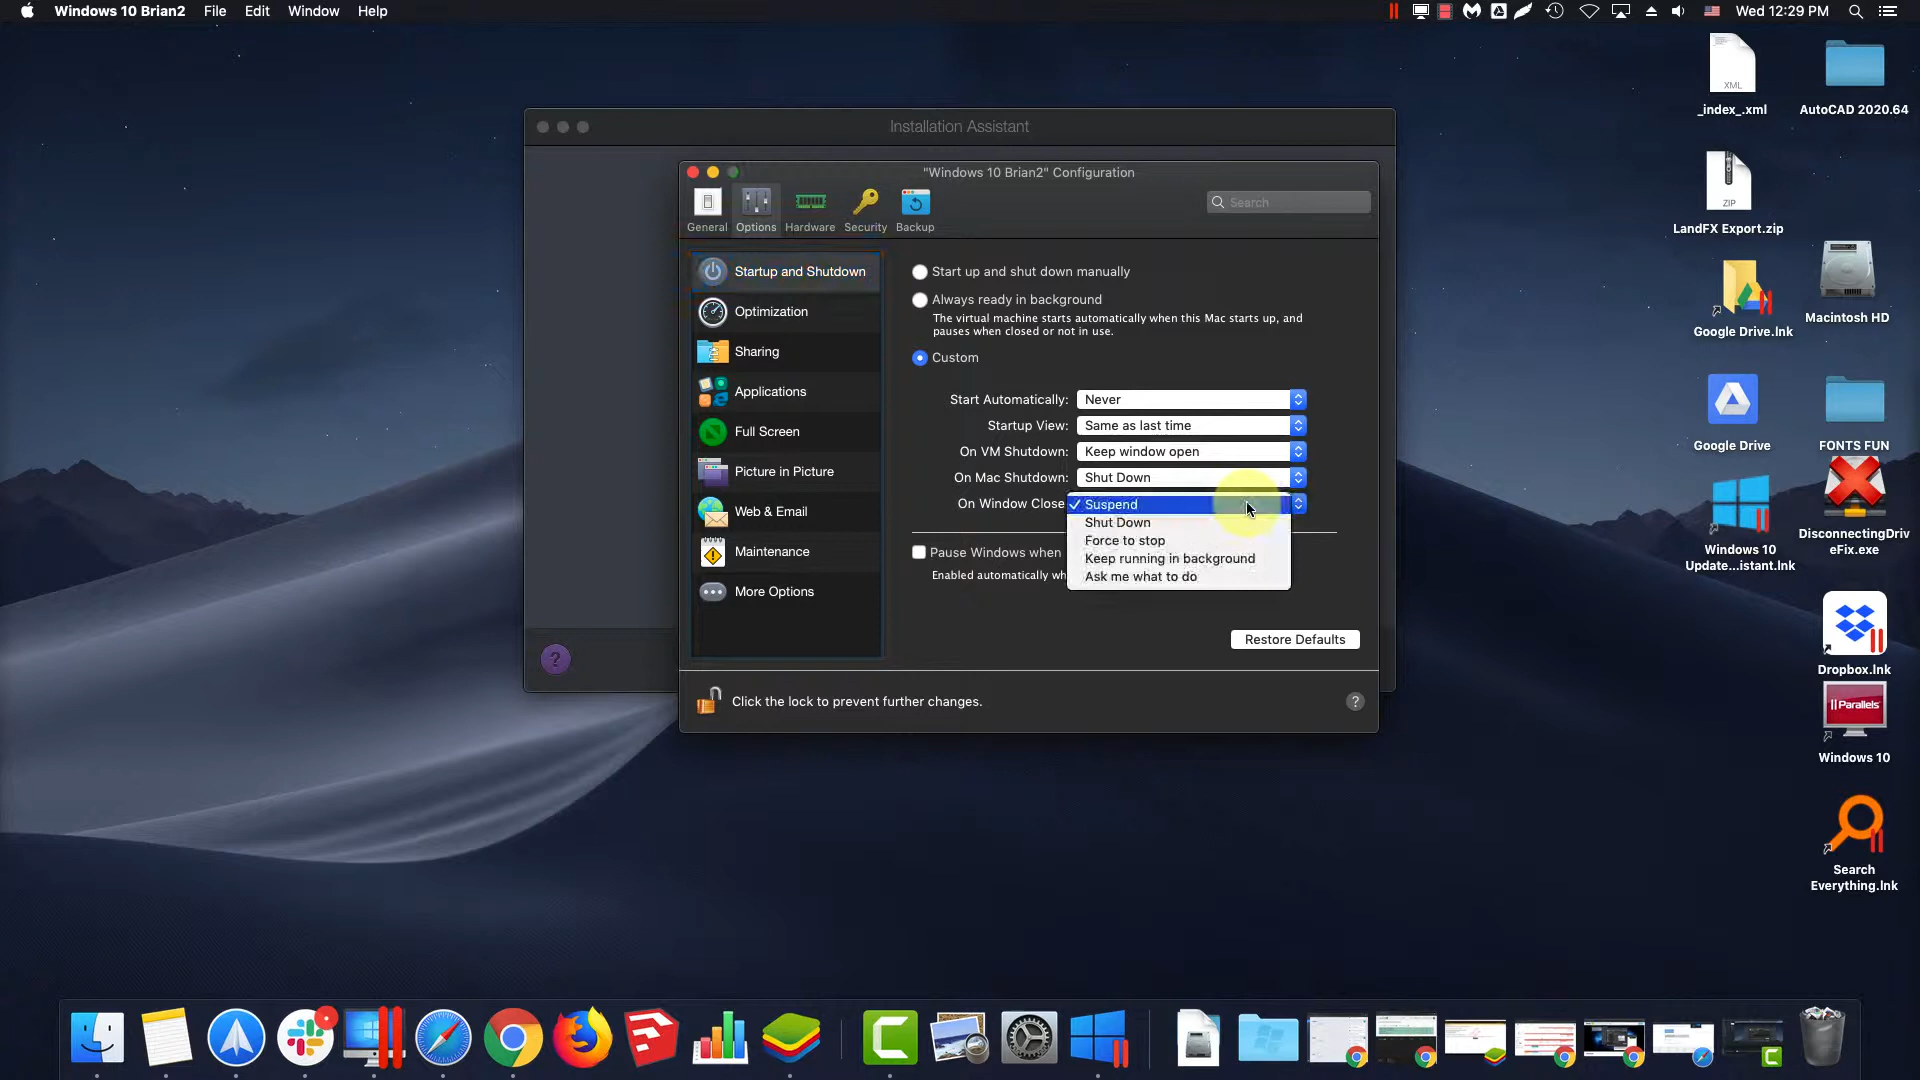 Windows 10 Brian2 File Edit Window Help
Wed 12:29 PM
XML
_index_.xml
AutoCAD 2020.64
Installation Assistant
"Windows 10 Brian2" Configuration
General
Options
Hardware
Security
Backup
Search
ZIP
LandFX Export.zip
Startup and Shutdown
Optimization
Sharing
Applications
Full Screen
Picture in Picture
Web & Email
Maintenance
More Options
Start up and shut down manually
Always ready in background
The virtual machine starts automatically when this Mac starts up, and
pauses when closed or not in use.
Custom
Start Automatically: Never
Startup View: Same as last time
On VM Shutdown: Keep window open
On Mac Shutdown: Shut Down
On Window Close
Suspend
Shut Down
Force to stop
Keep running in background
Ask me what to do
Pause Windows when
Enabled automatically wh
Restore Defaults
Click the lock to prevent further changes.
?
?
Google Drive.lnk
Macintosh HD
Google Drive
FONTS FUN
Windows 10
Update...istant.lnk
DisconnectingDriv
eFix.exe
Dropbox.lnk
Parallels
Windows 10
Search
Everything.lnk